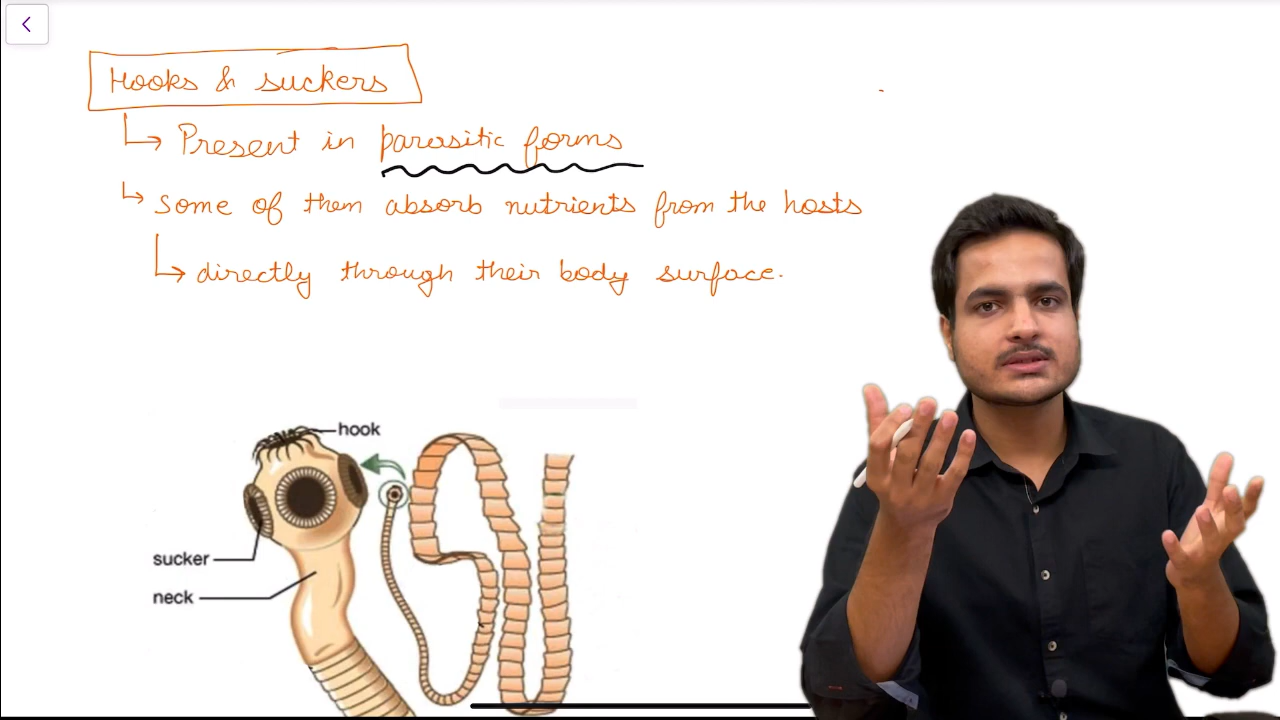 Hooks & suckers
Present in parasitic forms
Some of them absorb nutrients from the hosts
directly through their body surface.
hook
sucker
neck